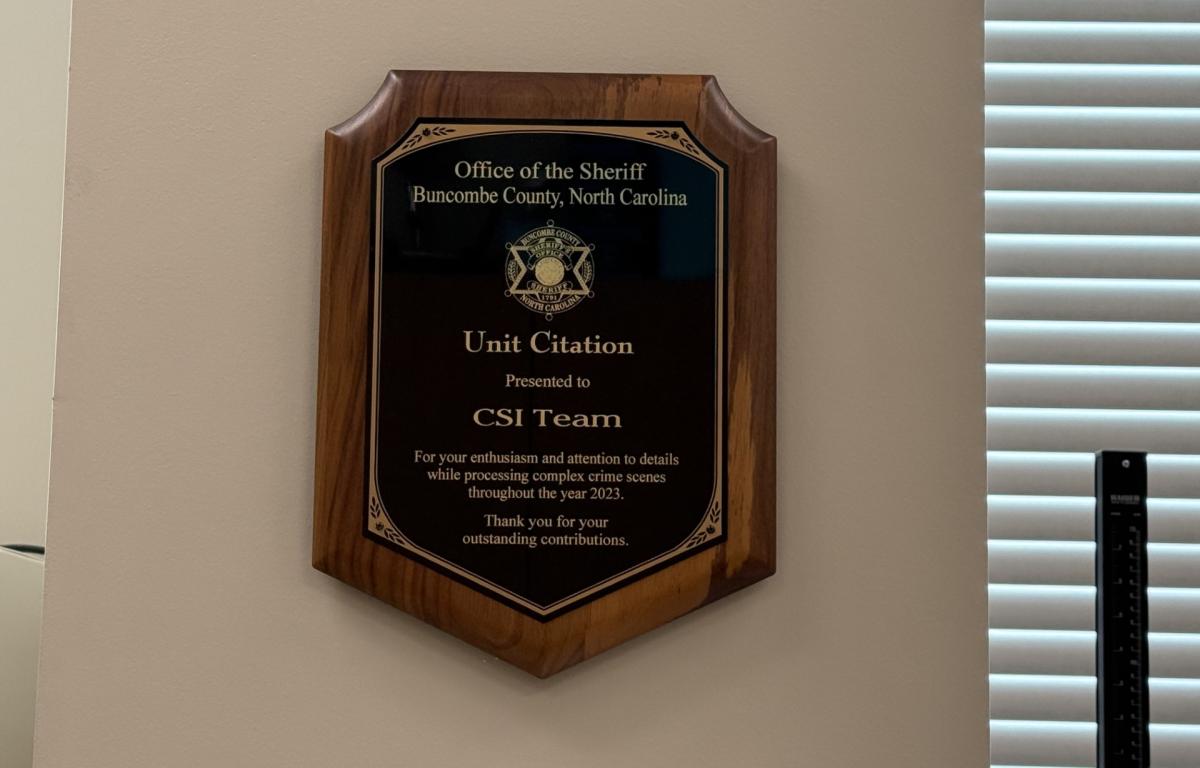 Office of the Sheriff
Buncombe County, North Carolina
BUNCOMBE COUNTY
SHERIFF'S
OFFICE
SHERIFF
1791
NORTH CAROLINA
Unit Citation
Presented to
CSI Team
For your enthusiasm and attention to details
while processing complex crime scenes
throughout the year 2023.
Thank you for your
outstanding contributions.